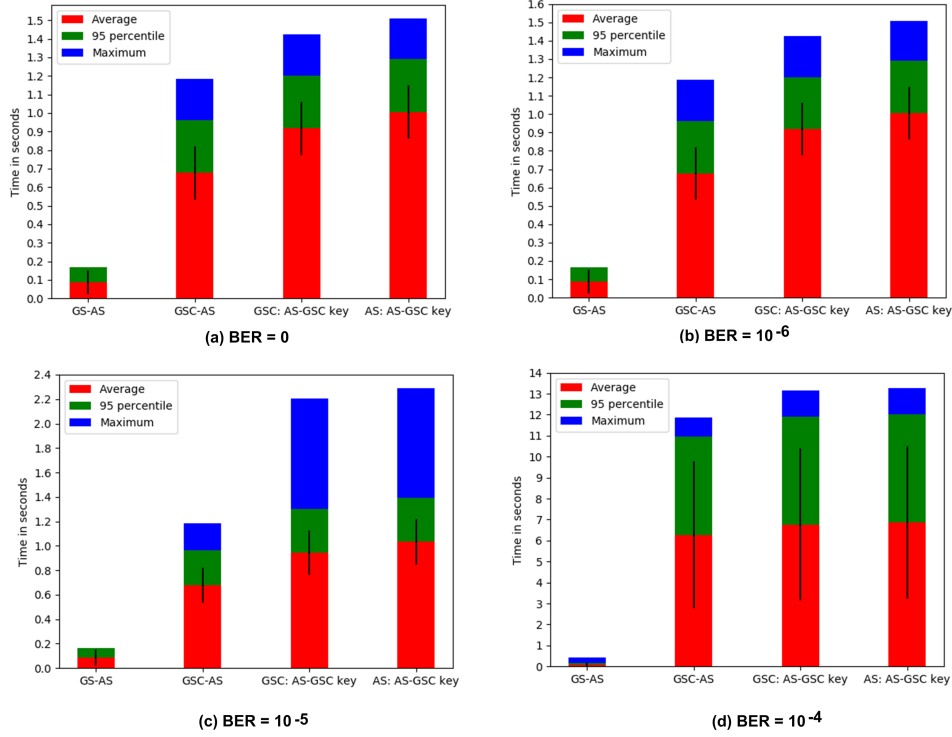 Average
95 percentile
Maximum
Time in seconds
1.5
1.4
1.3
1.2
1.1
1.0
0.9
0.8
0.7
0.6
0.5
0.4
0.3
0.2
0.1
0.0
GS-AS GSC-AS GSC: AS-GSC key AS: AS-GSC key
(a) BER = 0
Average
95 percentile
Maximum
Time in seconds
1.6
1.5
1.4
1.3
1.2
1.1
1.0
0.9
0.8
0.7
0.6
0.5
0.4
0.3
0.2
0.1
0.0
GS-AS GSC-AS GSC: AS-GSC key AS: AS-GSC key
(b) BER = 10⁻⁶
Average
95 percentile
Maximum
Time in seconds
2.4
2.2
2.0
1.8
1.6
1.4
1.2
1.0
0.8
0.6
0.4
0.2
0.0
GS-AS GSC-AS GSC: AS-GSC key AS: AS-GSC key
(c) BER = 10⁻⁵
Average
95 percentile
Maximum
Time in seconds
14
13
12
11
10
9
8
7
6
5
4
3
2
1
0
GS-AS GSC-AS GSC: AS-GSC key AS: AS-GSC key
(d) BER = 10⁻⁴